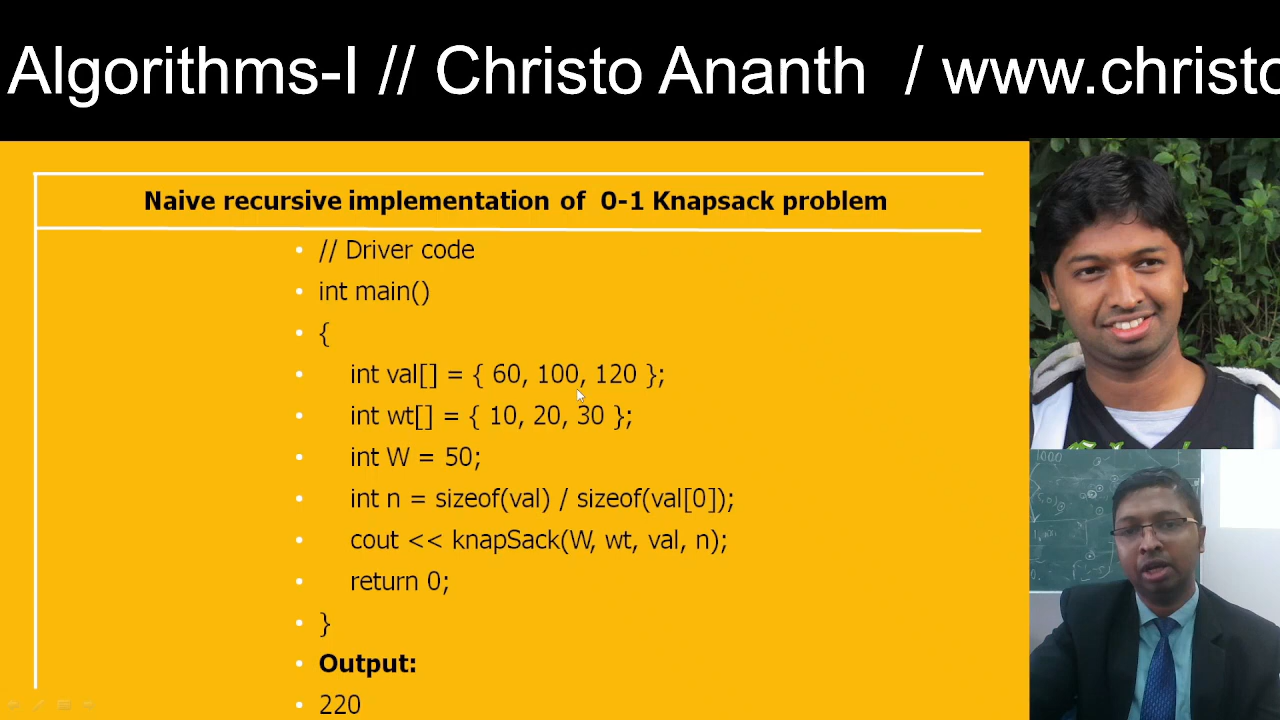 Algorithms-I // Christo Ananth / www.christo
Naive recursive implementation of 0-1 Knapsack problem
• // Driver code
• int main()
• {
• int val[] = { 60, 100, 120 };
• int wt[] = { 10, 20, 30 };
• int W = 50;
• int n = sizeof(val) / sizeof(val[0]);
• cout << knapSack(W, wt, val, n);
• return 0;
• }
• Output:
• 220
1000